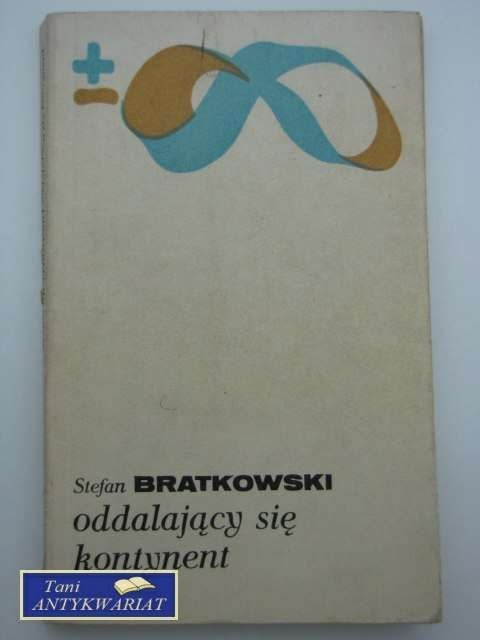 ±
Stefan BRATKOWSKI
oddalający się
kontynent
Tani
ANTYKWARIAT